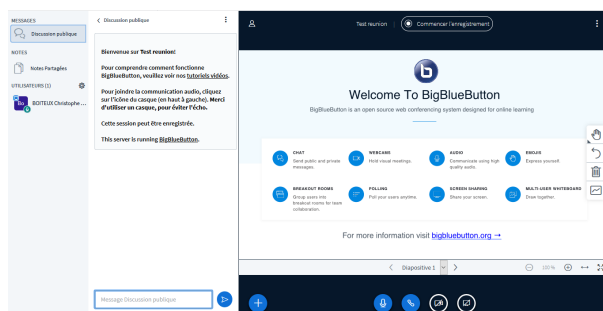 MESSAGES
Discussion publique
NOTES
Notes Partagées
UTILISATEURS (1)
Bo
BOITEUX Christophe ...
Discussion publique
Bienvenue sur Test reunion!
Pour comprendre comment fonctionne
BigBlueButton, veuillez voir nos tutoriels vidéos.
Pour joindre la communication audio, cliquez
sur l'icône du casque (en haut à gauche). Merci
d'utiliser un casque, pour éviter l'écho.
Cette session peut être enregistrée.
This server is running BigBlueButton.
Message Discussion publique
Test reunion
Commencer l'enregistrement
b
Welcome To BigBlueButton
BigBlueButton is an open source web conferencing system designed for online learning
CHAT
Send public and private
messages.
WEBCAMS
Hold visual meetings.
AUDIO
Communicate using high
quality audio.
EMOJIS
Express yourself.
BREAKOUT ROOMS
Group users into
breakout rooms for team
collaboration.
POLLING
Poll your users anytime.
SCREEN SHARING
Share your screen.
MULTI-USER WHITEBOARD
Draw together.
For more information visit bigbluebutton.org →
Diapositive 1
100%